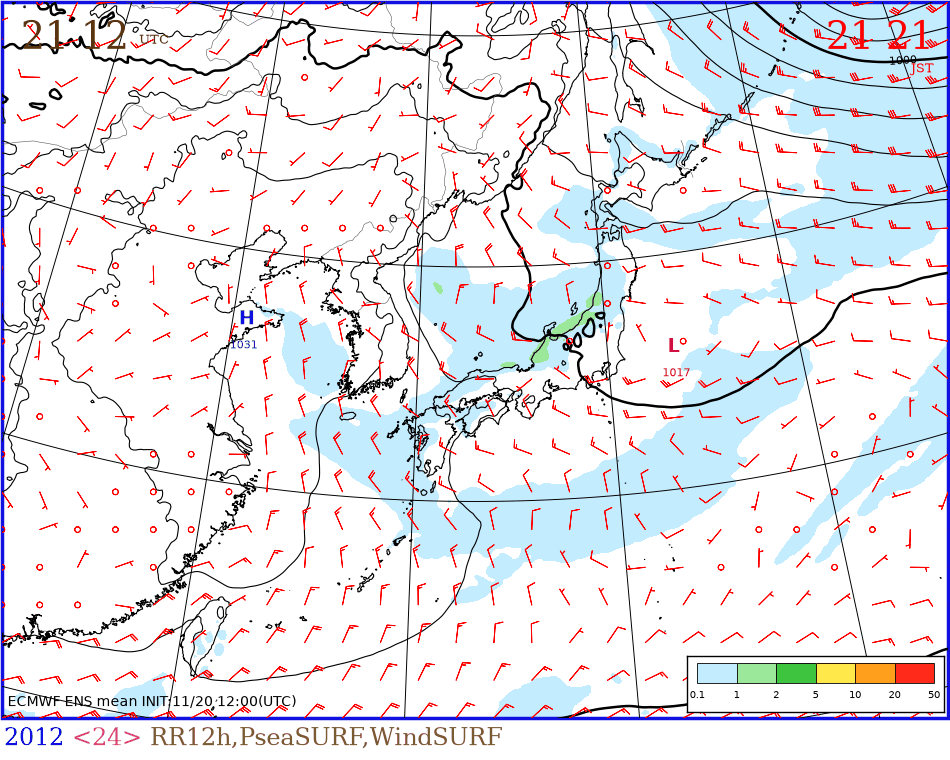 21 12 UTC
21 21
1000
JST
H
1031
L
1017
0.1 1 2 5 10 20 50
ECMWF ENS mean INIT:11/20 12:00(UTC)
2012 <24> RR12h,PseaSURF,WindSURF